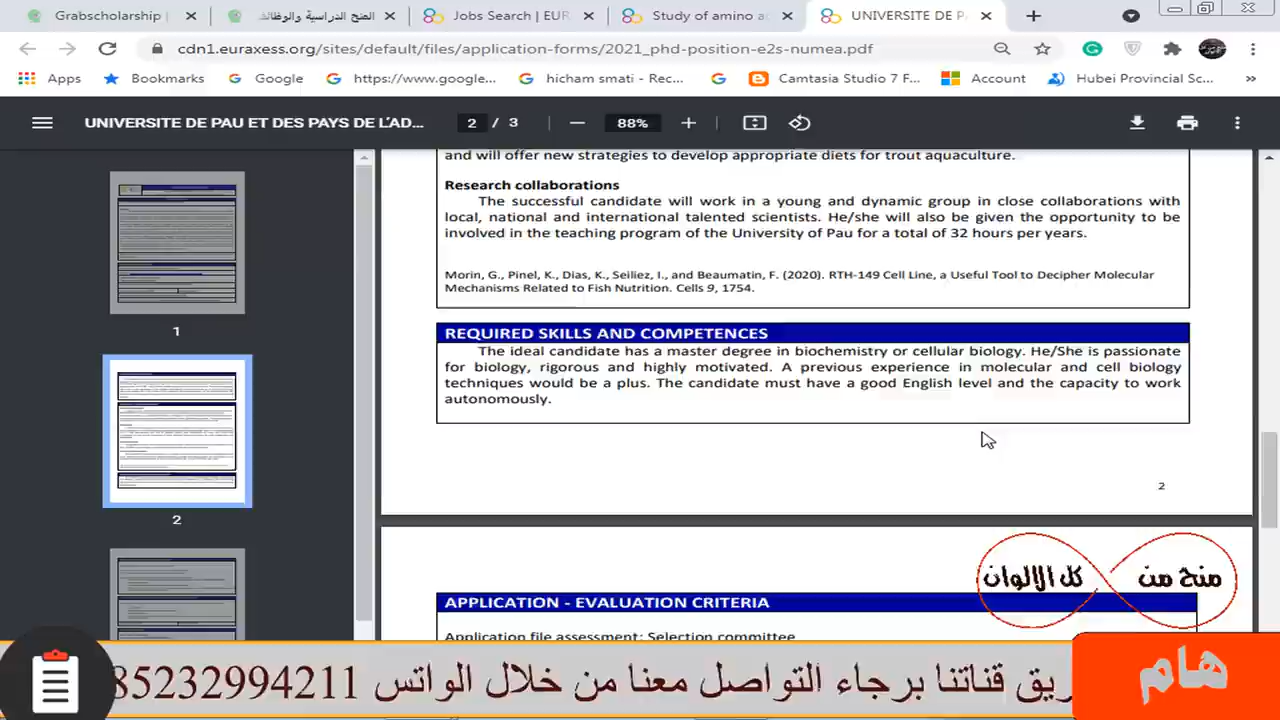 Grabscholarship |
المنح الدراسية والوظائف
Jobs Search | EUR
Study of amino ac
UNIVERSITE DE PA
cdn1.euraxess.org/sites/default/files/application-forms/2021_phd-position-e2s-numea.pdf
Apps
Bookmarks
Google
https://www.google...
hicham smati - Rec...
Camtasia Studio 7 F...
Account
Hubei Provincial Sc...
»
UNIVERSITE DE PAU ET DES PAYS DE L'AD...
2 / 3
88%
and will offer new strategies to develop appropriate diets for trout aquaculture.
Research collaborations
The successful candidate will work in a young and dynamic group in close collaborations with
local, national and international talented scientists. He/she will also be given the opportunity to be
involved in the teaching program of the University of Pau for a total of 32 hours per years.
Morin, G., Pinel, K., Dias, K., Seiliez, I., and Beaumatin, F. (2020). RTH-149 Cell Line, a Useful Tool to Decipher Molecular
Mechanisms Related to Fish Nutrition. Cells 9, 1754.
REQUIRED SKILLS AND COMPETENCES
The ideal candidate has a master degree in biochemistry or cellular biology. He/She is passionate
for biology, rigorous and highly motivated. A previous experience in molecular and cell biology
techniques would be a plus. The candidate must have a good English level and the capacity to work
autonomously.
2
1
2
منح من كل الالوان
APPLICATION - EVALUATION CRITERIA
Application file assessment: Selection committee
يق قناتنا برجاء التواصل معنا من خلال الواتس 85232994211
هام